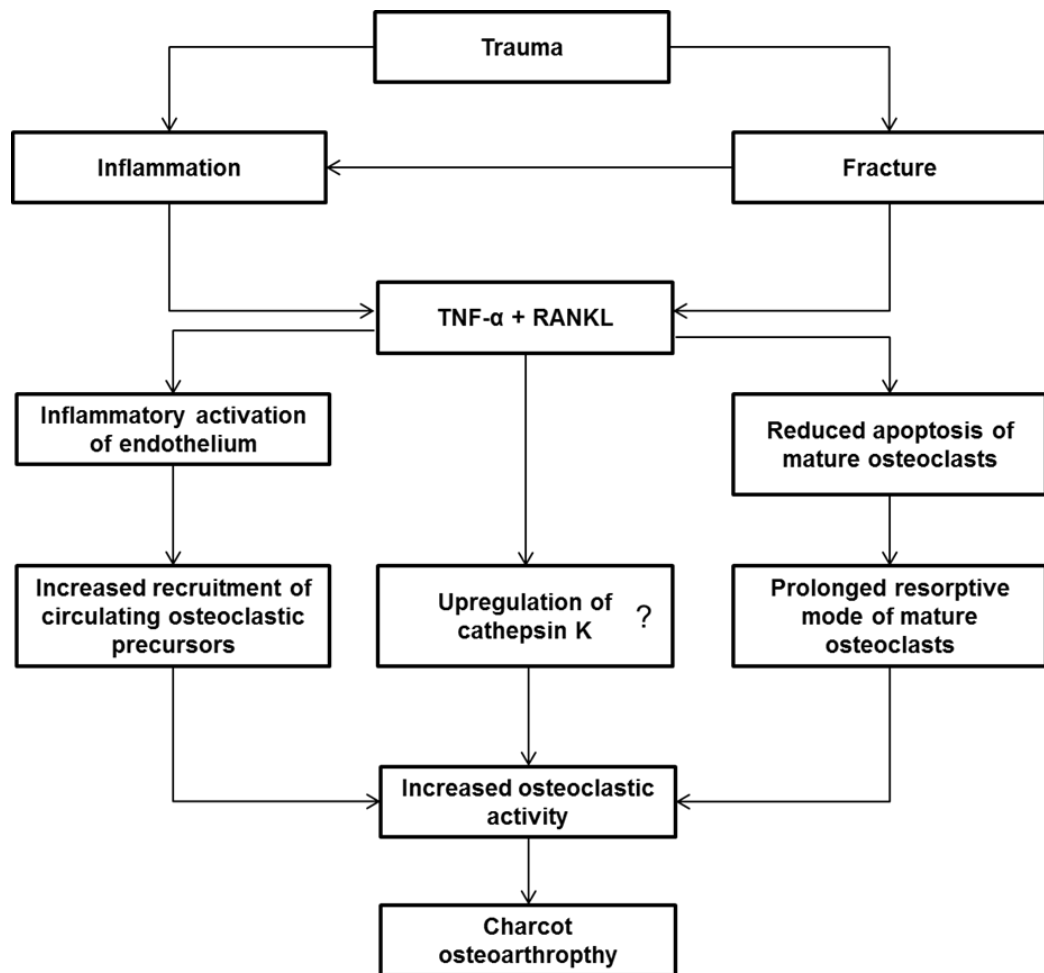 Trauma
Inflammation
Fracture
TNF-α + RANKL
Inflammatory activation
of endothelium
Reduced apoptosis of
mature osteoclasts
Increased recruitment of
circulating osteoclastic
precursors
Upregulation of
cathepsin K ?
Prolonged resorptive
mode of mature
osteoclasts
Increased osteoclastic
activity
Charcot
osteoarthropthy